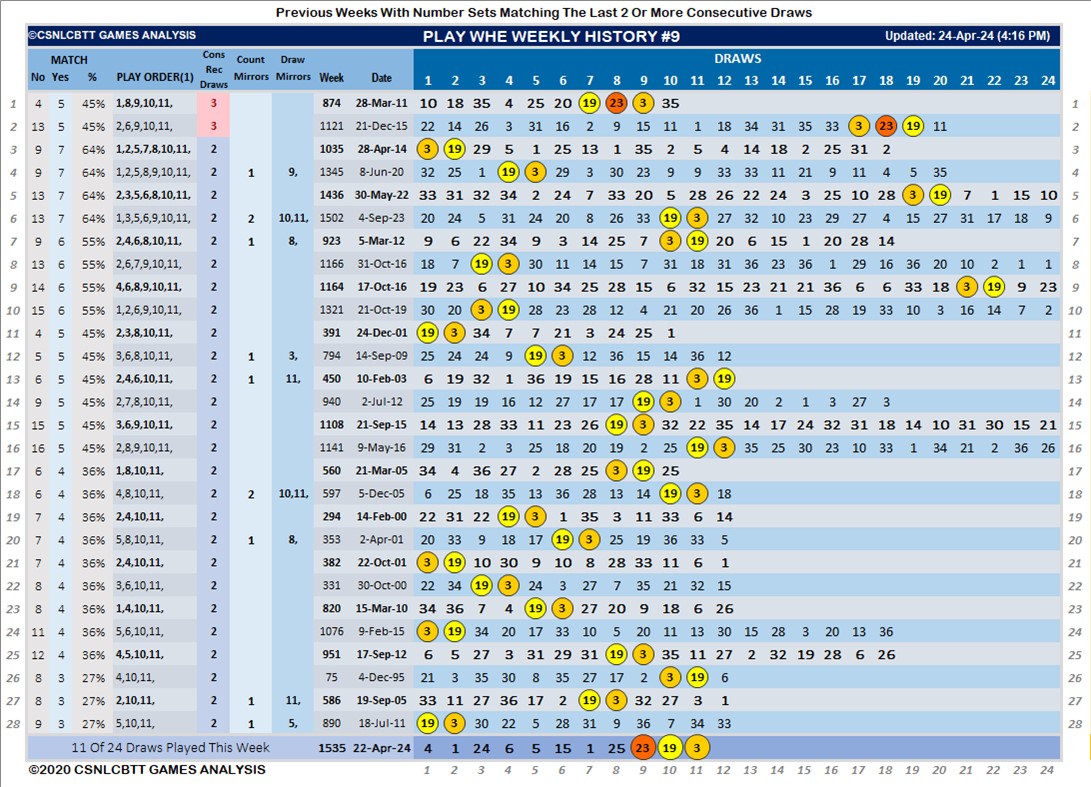 Previous Weeks With Number Sets Matching The Last 2 Or More Consecutive Draws
©CSNLCBTT GAMES ANALYSIS PLAY WHE WEEKLY HISTORY #9 Updated: 24-Apr-24 (4:16 PM)
MATCH Cons Rec Draws Count Mirrors Draw Mirrors DRAWS
No Yes % PLAY ORDER(1) Week Date 1 2 3 4 5 6 7 8 9 10 11 12 13 14 15 16 17 18 19 20 21 22 23 24
1 4 5 45% 1,8,9,10,11, 3 874 28-Mar-11 10 18 35 4 25 20 19 23 3 35 1
2 13 5 45% 2,6,9,10,11, 3 1121 21-Dec-15 22 14 26 3 31 16 2 9 15 11 1 18 34 31 35 33 3 23 19 11 2
3 9 7 64% 1,2,5,7,8,10,11, 2 1035 28-Apr-14 3 19 29 5 1 25 13 1 35 2 5 4 14 18 2 25 31 2 3
4 9 7 64% 1,2,5,8,9,10,11, 2 1 9, 1345 8-Jun-20 32 25 1 19 3 29 3 30 23 9 9 33 33 11 21 9 11 4 5 35 4
5 13 7 64% 2,3,5,6,8,10,11, 2 1436 30-May-22 33 31 32 34 2 24 7 33 20 5 28 26 22 24 3 25 10 28 3 19 7 1 15 10 5
6 13 7 64% 1,3,5,6,9,10,11, 2 2 10,11, 1502 4-Sep-23 20 24 5 31 24 20 8 26 33 19 3 27 32 10 23 29 27 4 15 27 31 17 18 9 6
7 9 6 55% 2,4,6,8,10,11, 2 1 8, 923 5-Mar-12 9 6 22 34 9 3 14 25 7 3 19 20 6 15 1 20 28 14 7
8 13 6 55% 2,6,7,9,10,11, 2 1166 31-Oct-16 18 7 19 3 30 11 14 15 7 31 18 31 36 23 36 1 29 8 16 36 20 10 2 1 1 8
9 14 6 55% 4,6,8,9,10,11, 2 1164 17-Oct-16 19 23 6 27 10 34 25 28 15 6 32 15 23 21 21 36 6 6 33 18 3 19 9 23 9
10 15 6 55% 1,2,6,9,10,11, 2 1321 21-Oct-19 30 20 3 19 28 23 28 12 4 21 20 26 36 1 15 28 19 33 10 3 16 14 7 2 10
11 4 5 45% 2,3,8,10,11, 2 391 24-Dec-01 19 3 34 7 7 21 3 24 25 1 11
12 5 5 45% 3,6,8,10,11, 2 1 3, 794 14-Sep-09 25 24 24 9 19 3 12 36 15 14 36 12 12
13 6 5 45% 2,4,6,10,11, 2 1 11, 450 10-Feb-03 6 19 32 1 36 19 15 16 28 11 3 19 13
14 9 5 45% 2,7,8,10,11, 2 940 2-Jul-12 25 19 19 16 12 27 17 17 19 3 1 30 20 2 1 3 27 3 14
15 15 5 45% 3,6,9,10,11, 2 1108 21-Sep-15 14 13 28 33 11 23 26 19 3 32 22 35 14 17 24 32 31 18 14 10 31 30 15 21 15
16 16 5 45% 2,8,9,10,11, 2 1141 9-May-16 29 31 2 3 25 18 20 19 2 25 19 3 35 25 30 23 10 33 1 34 21 2 36 26 16
17 6 4 36% 1,8,10,11, 2 560 21-Mar-05 34 4 36 27 2 28 25 3 19 25 17
18 6 4 36% 4,8,10,11, 2 2 10,11, 597 5-Dec-05 6 25 18 35 13 36 28 13 14 19 3 18 18
19 7 4 36% 2,4,10,11, 2 294 14-Feb-00 22 31 22 19 3 1 35 3 11 33 6 14 19
20 7 4 36% 5,8,10,11, 2 1 8, 353 2-Apr-01 20 33 9 18 17 19 3 25 19 36 33 5 20
21 7 4 36% 2,4,10,11, 2 382 22-Oct-01 3 19 10 30 9 10 8 28 33 11 6 1 21
22 8 4 36% 3,6,10,11, 2 331 30-Oct-00 22 34 19 3 24 3 27 7 35 21 32 15 22
23 8 4 36% 1,4,10,11, 2 820 15-Mar-10 34 36 7 4 19 3 27 20 9 18 6 26 23
24 11 4 36% 5,6,10,11, 2 1076 9-Feb-15 3 19 34 20 17 33 10 5 20 11 13 30 15 28 3 20 13 36 24
25 12 4 36% 4,5,10,11, 2 951 17-Sep-12 6 5 27 3 31 29 31 19 3 35 11 27 2 32 15 19 28 6 26 25
26 8 3 27% 4,10,11, 2 75 4-Dec-95 21 3 35 30 8 35 27 17 2 3 19 6 26
27 8 3 27% 2,10,11, 2 1 11, 586 19-Sep-05 33 11 27 36 17 2 19 3 32 27 3 1 27
28 9 3 27% 5,10,11, 2 1 5, 890 18-Jul-11 19 3 30 22 5 28 31 9 36 7 34 33 28
11 Of 24 Draws Played This Week 1535 22-Apr-24 4 1 24 6 5 15 1 25 23 19 3
©2020 CSNLCBTT GAMES ANALYSIS 1 2 3 4 5 6 7 8 9 10 11 12 13 14 15 16 17 18 19 20 21 22 23 24